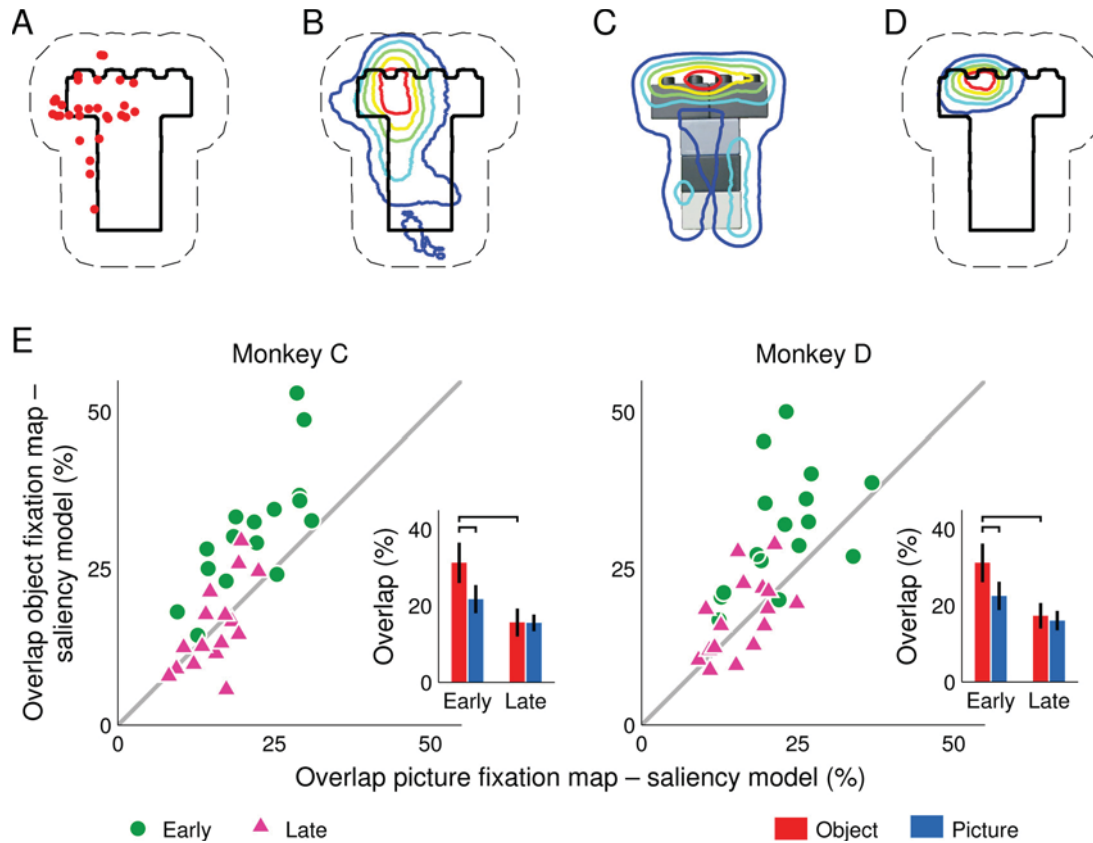 A
B
C
D
E
Monkey C
Monkey D
Overlap object fixation map –
saliency model (%)
50
25
0
0
25
50
Overlap (%)
40
20
0
Early
Late
0
0
25
50
Overlap (%)
40
20
0
Early
Late
50
25
Overlap picture fixation map – saliency model (%)
Early
Late
Object
Picture